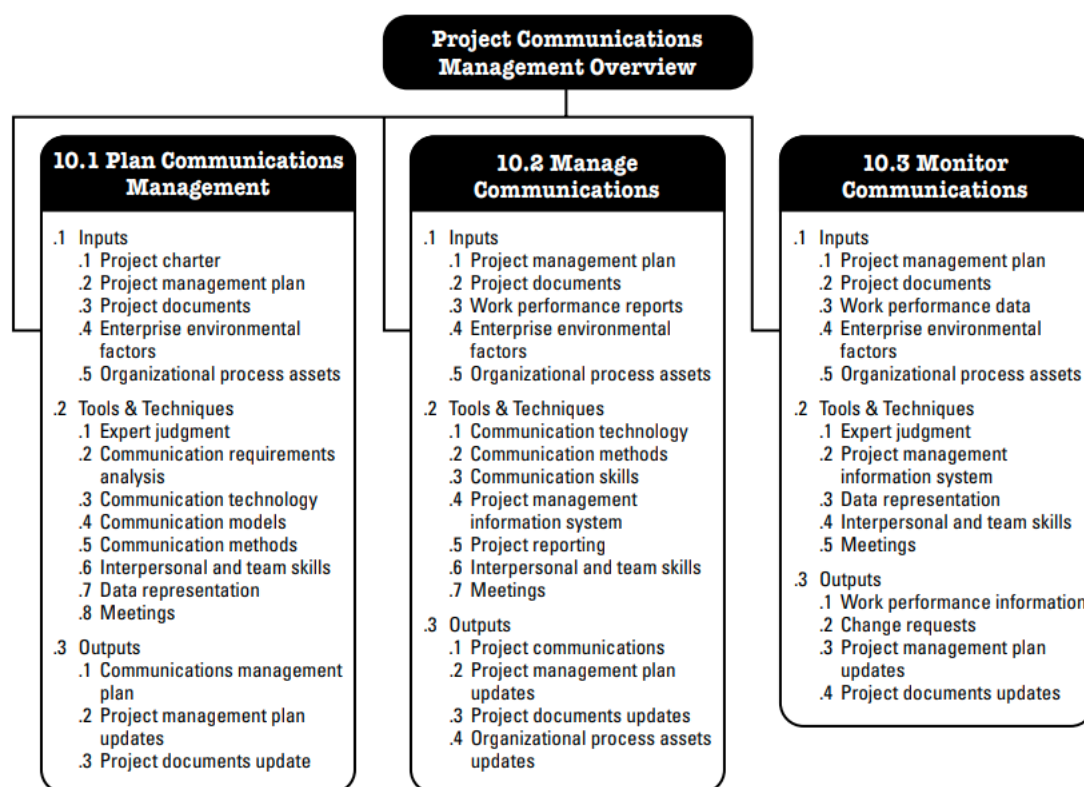 Project Communications
Management Overview
10.1 Plan Communications
Management
.1 Inputs
.1 Project charter
.2 Project management plan
.3 Project documents
.4 Enterprise environmental
factors
.5 Organizational process assets
.2 Tools & Techniques
.1 Expert judgment
.2 Communication requirements
analysis
.3 Communication technology
.4 Communication models
.5 Communication methods
.6 Interpersonal and team skills
.7 Data representation
.8 Meetings
.3 Outputs
.1 Communications management
plan
.2 Project management plan
updates
.3 Project documents update
10.2 Manage
Communications
.1 Inputs
.1 Project management plan
.2 Project documents
.3 Work performance reports
.4 Enterprise environmental
factors
.5 Organizational process assets
.2 Tools & Techniques
.1 Communication technology
.2 Communication methods
.3 Communication skills
.4 Project management
information system
.5 Project reporting
.6 Interpersonal and team skills
.7 Meetings
.3 Outputs
.1 Project communications
.2 Project management plan
updates
.3 Project documents updates
.4 Organizational process assets
updates
10.3 Monitor
Communications
.1 Inputs
.1 Project management plan
.2 Project documents
.3 Work performance data
.4 Enterprise environmental
factors
.5 Organizational process assets
.2 Tools & Techniques
.1 Expert judgment
.2 Project management
information system
.3 Data representation
.4 Interpersonal and team skills
.5 Meetings
.3 Outputs
.1 Work performance information
.2 Change requests
.3 Project management plan
updates
.4 Project documents updates